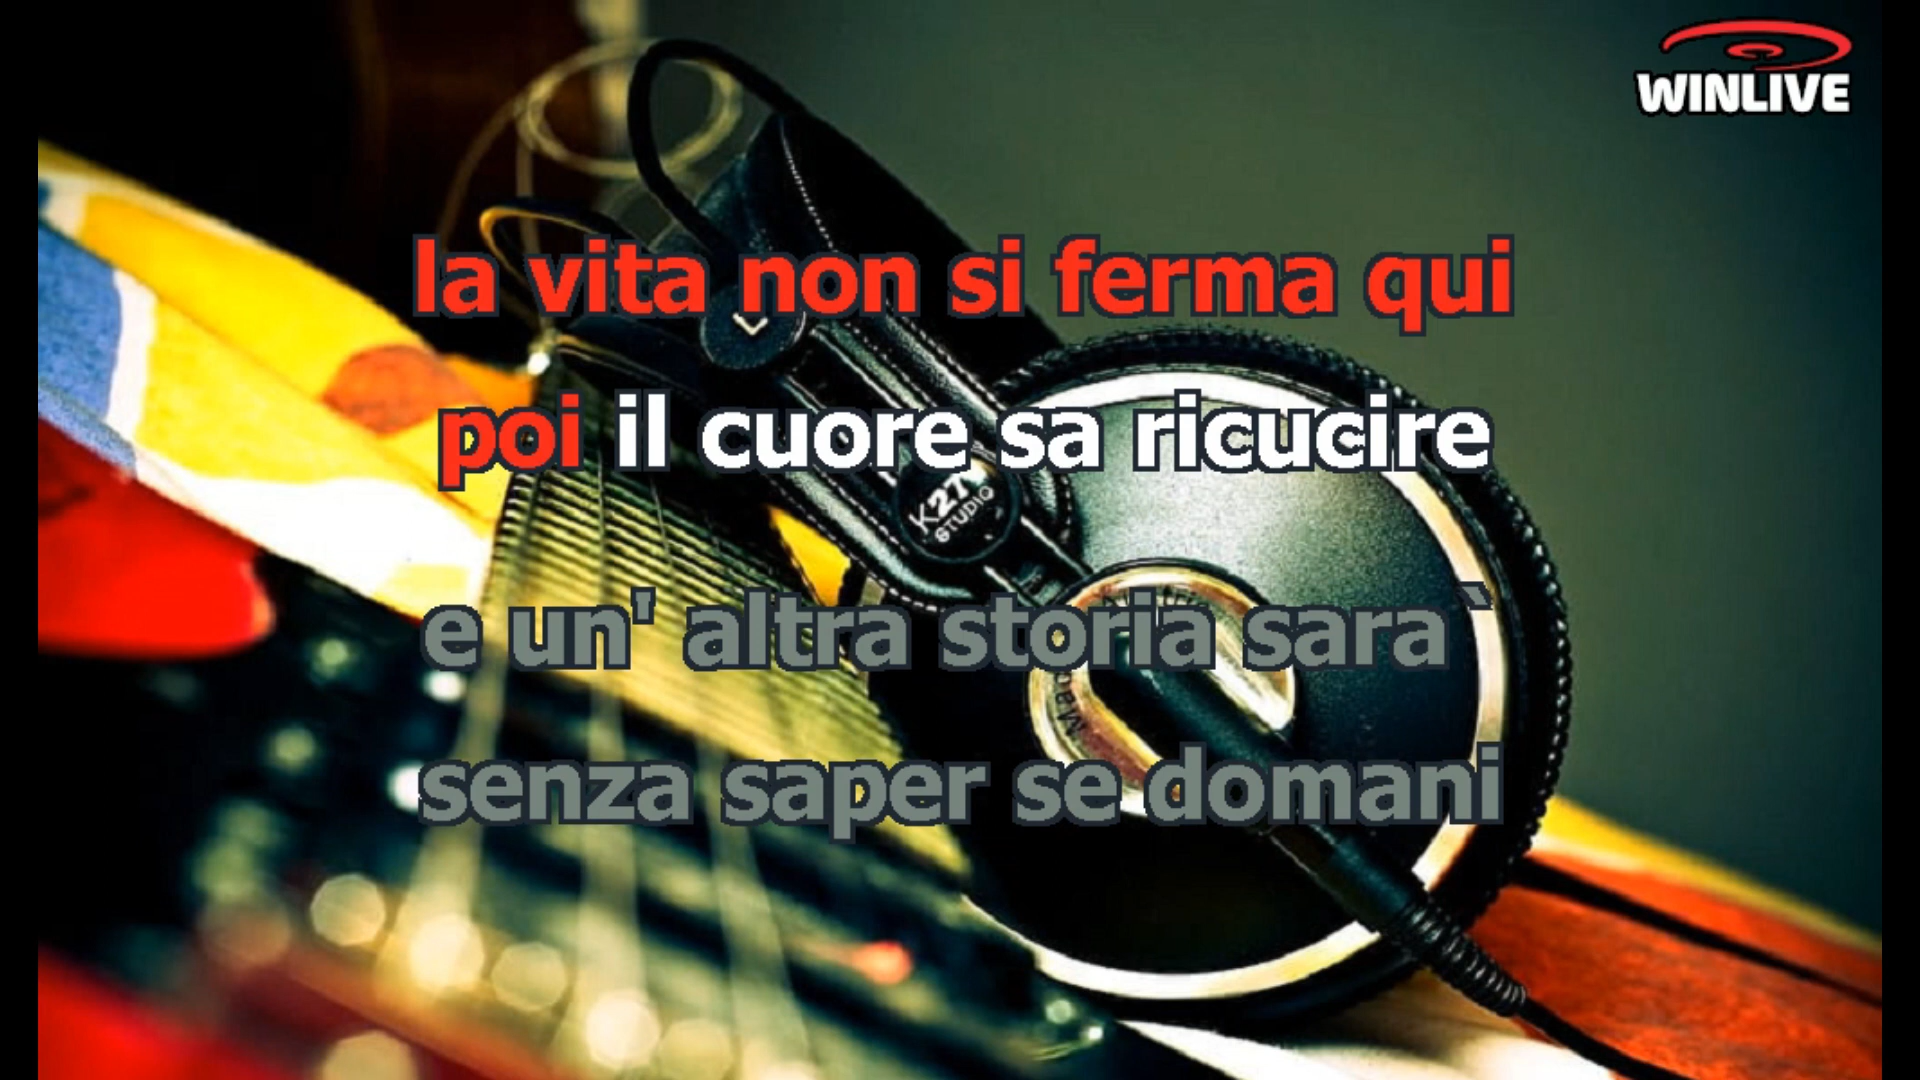 WINLIVE
la vita non si ferma qui
poi il cuore sa ricucire
K27
STUDIO
e un' altra storia sara`
senza saper se domani